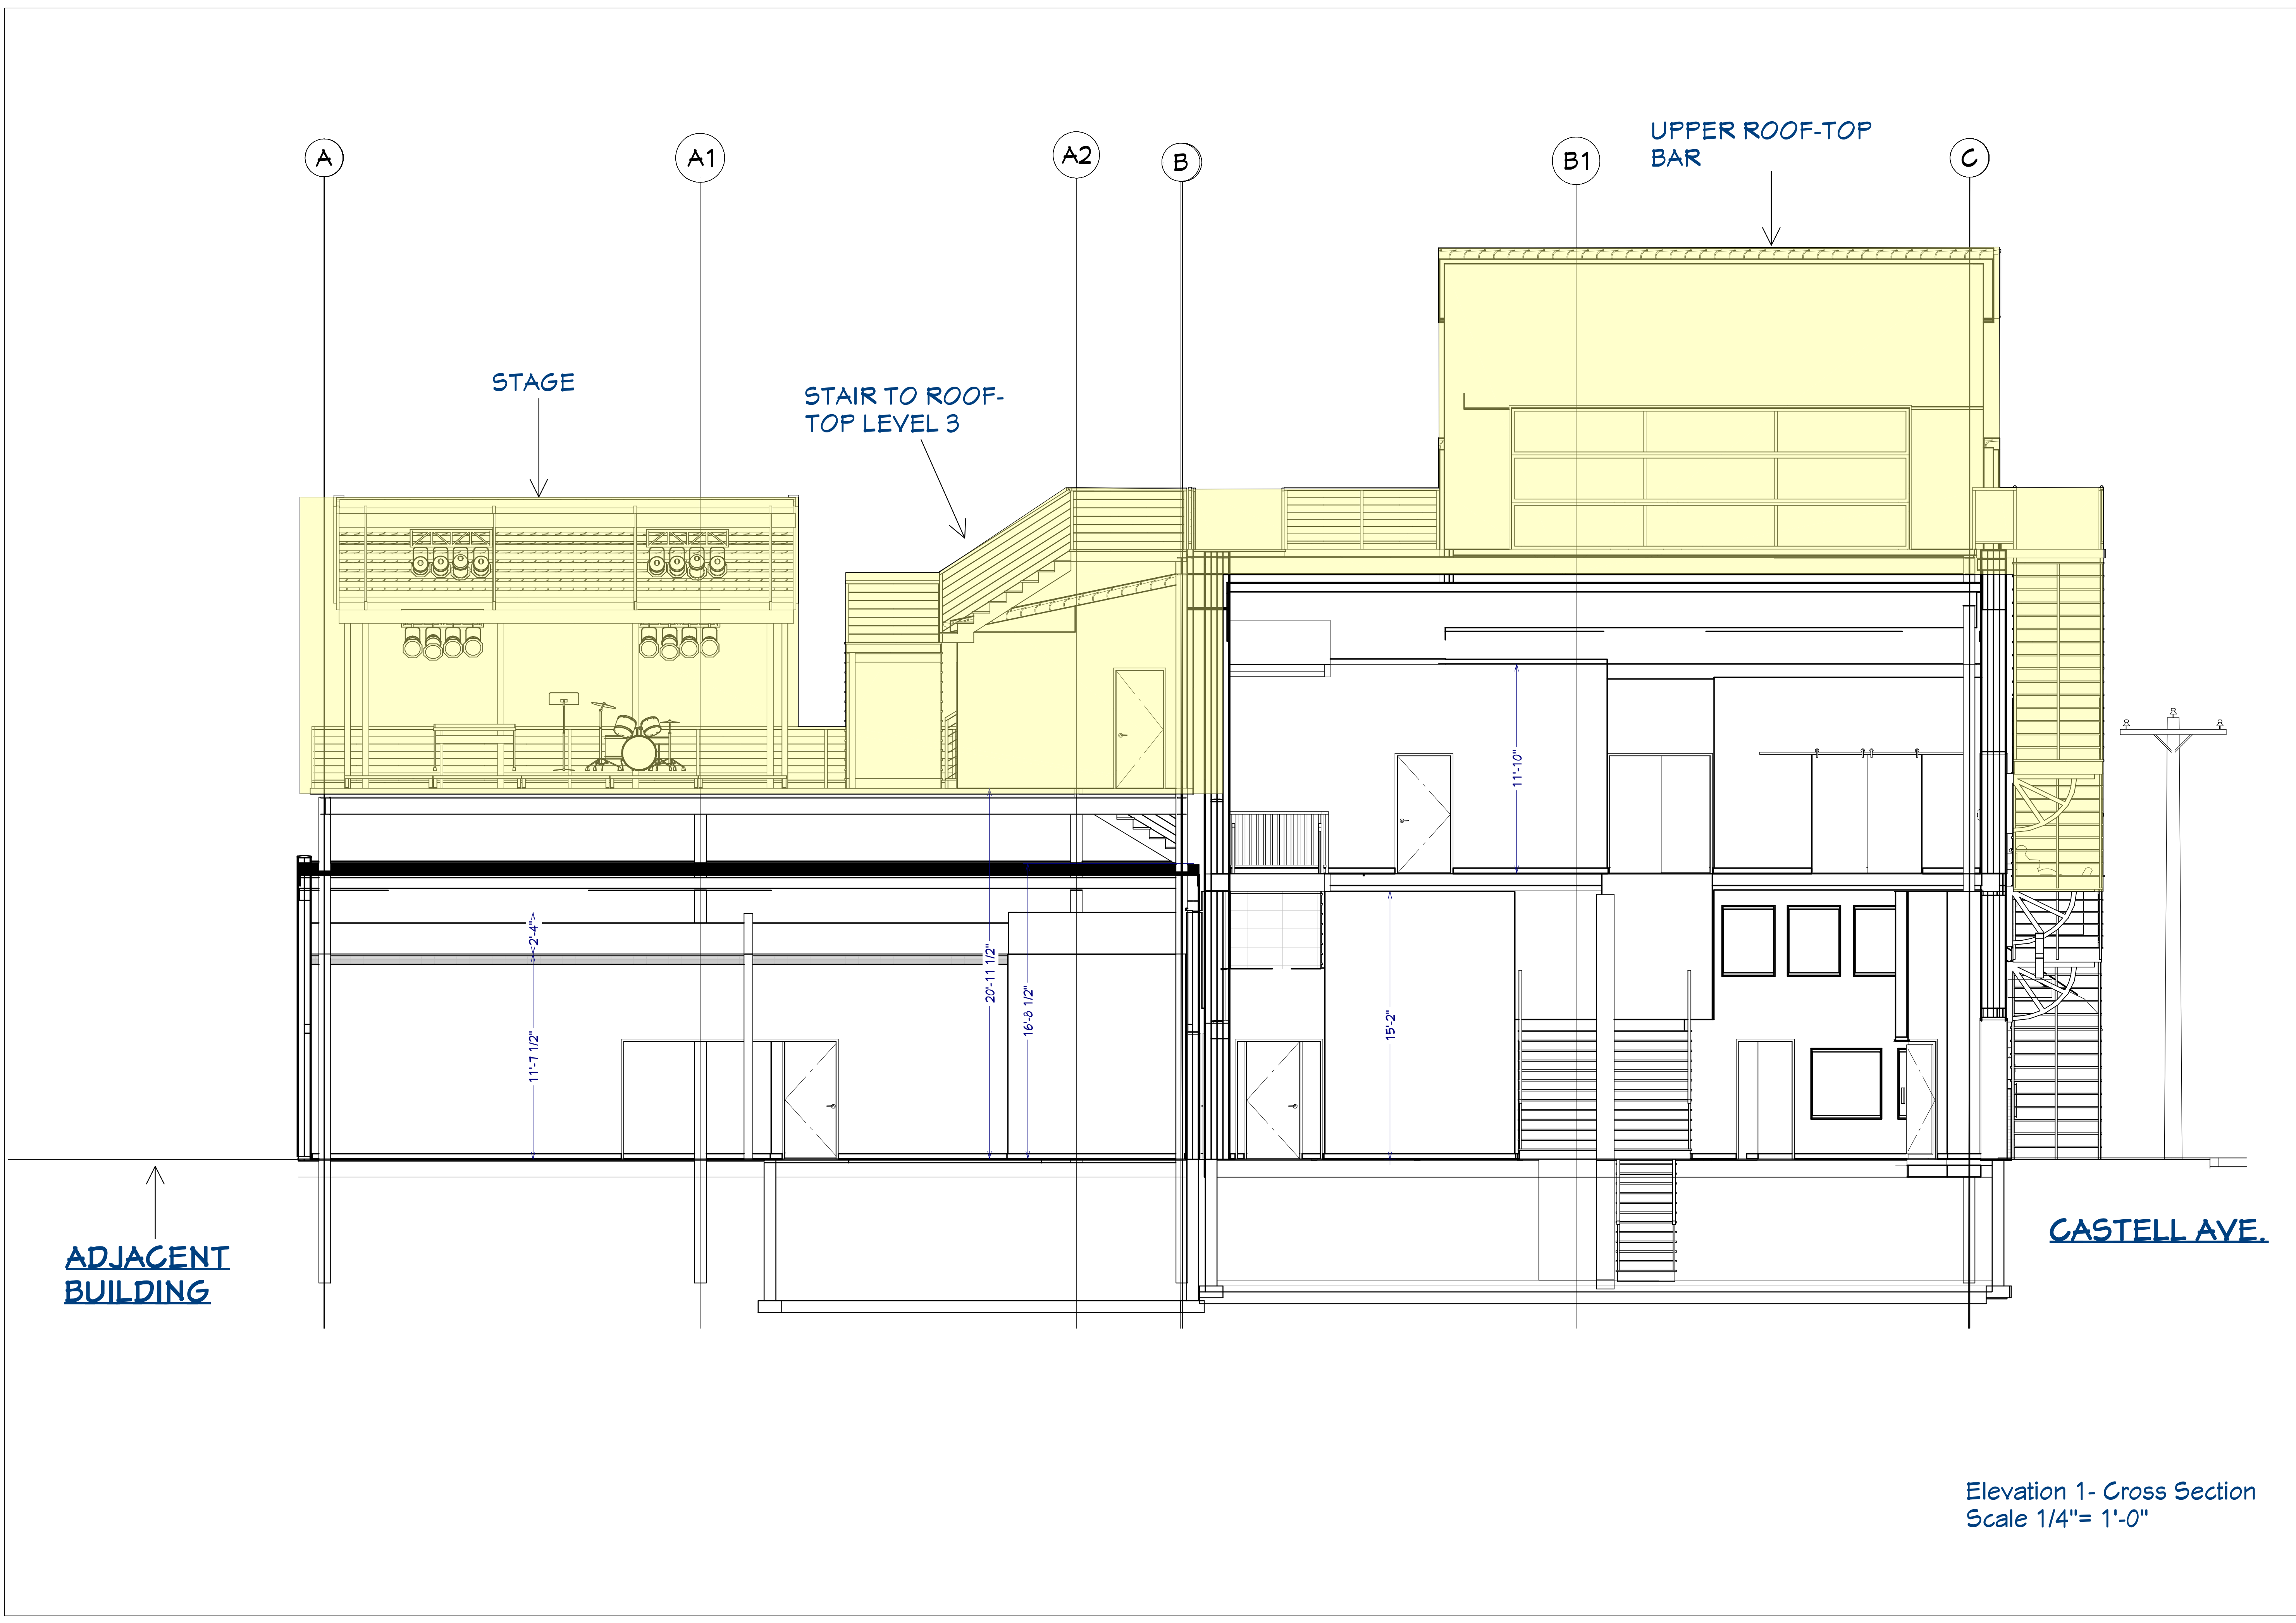 UPPER ROOF-TOP
BAR
A
A1
A2
B
B1
C
STAGE
STAIR TO ROOF-
TOP LEVEL 3
11'-10"
2'-4"
11'-7 1/2"
20'-11 1/2"
16'-8 1/2"
15'-2"
ADJACENT
BUILDING
CASTELL AVE.
Elevation 1- Cross Section
Scale 1/4"= 1'-0"